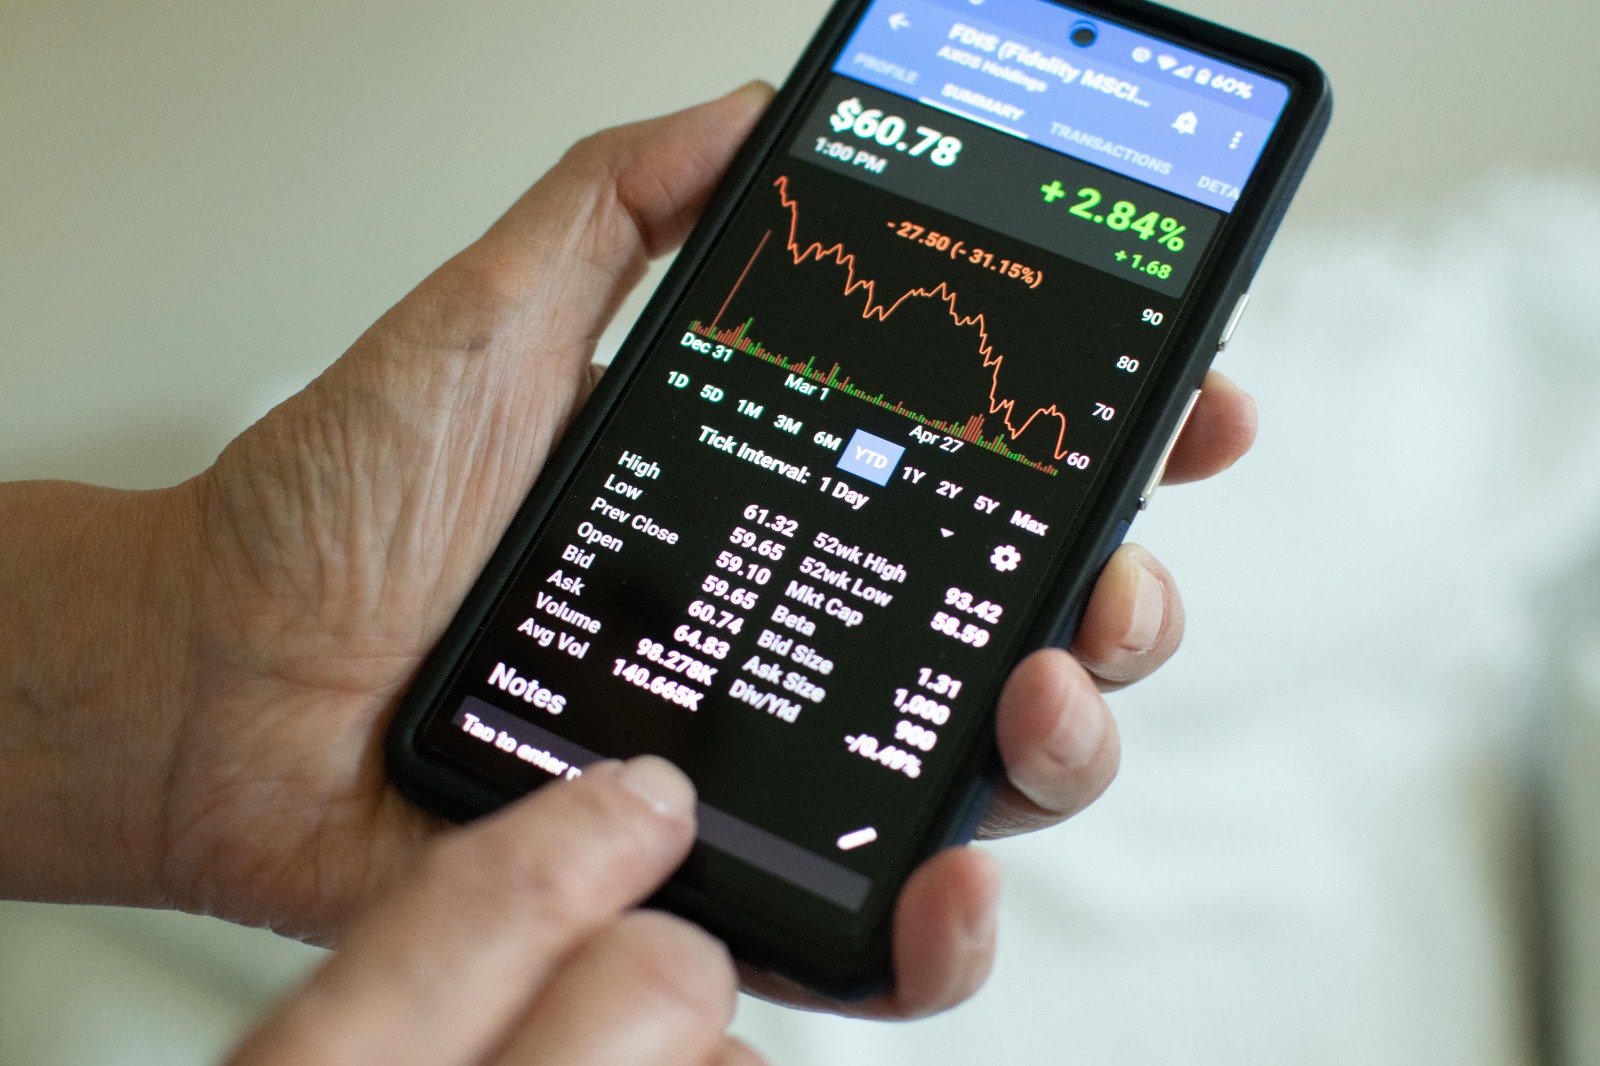 60%
FDIS (Fidelity MSCI...
AXOS Holdings
PROFILE SUMMARY TRANSACTIONS DETA
$60.78
1:00 PM
+ 2.84%
+1.68
- 27.50 (- 31.15%)
90
80
70
60
Dec 31 Mar 1 Apr 27
1D 5D 1M 3M 6M YTD 1Y 2Y 5Y Max
Tick Interval: 1 Day
High 61.32 52wk High 93.42
Low 59.65 52wk Low 58.59
Prev Close 59.10 Mkt Cap
Open 59.65 Beta 1.31
Bid 60.74 Bid Size 1,000
Ask 64.83 Ask Size 900
Volume 98.278K Div/Yld -/0.49%
Avg Vol 140.665K
Notes
Tap to enter